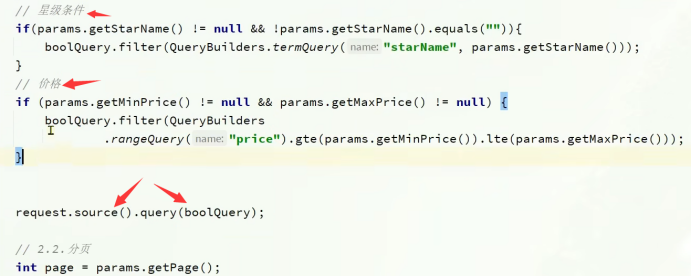 // 星级条件
if(params.getStarName() != null && !params.getStarName().equals("")){
boolQuery.filter(QueryBuilders.termQuery( name: "starName", params.getStarName()));
}
// 价格
if (params.getMinPrice() != null && params.getMaxPrice() != null) {
boolQuery.filter(QueryBuilders
.rangeQuery( name: "price").gte(params.getMinPrice()).lte(params.getMaxPrice()));
}
request.source().query(boolQuery);
// 2.2.分页
int page = params.getPage();